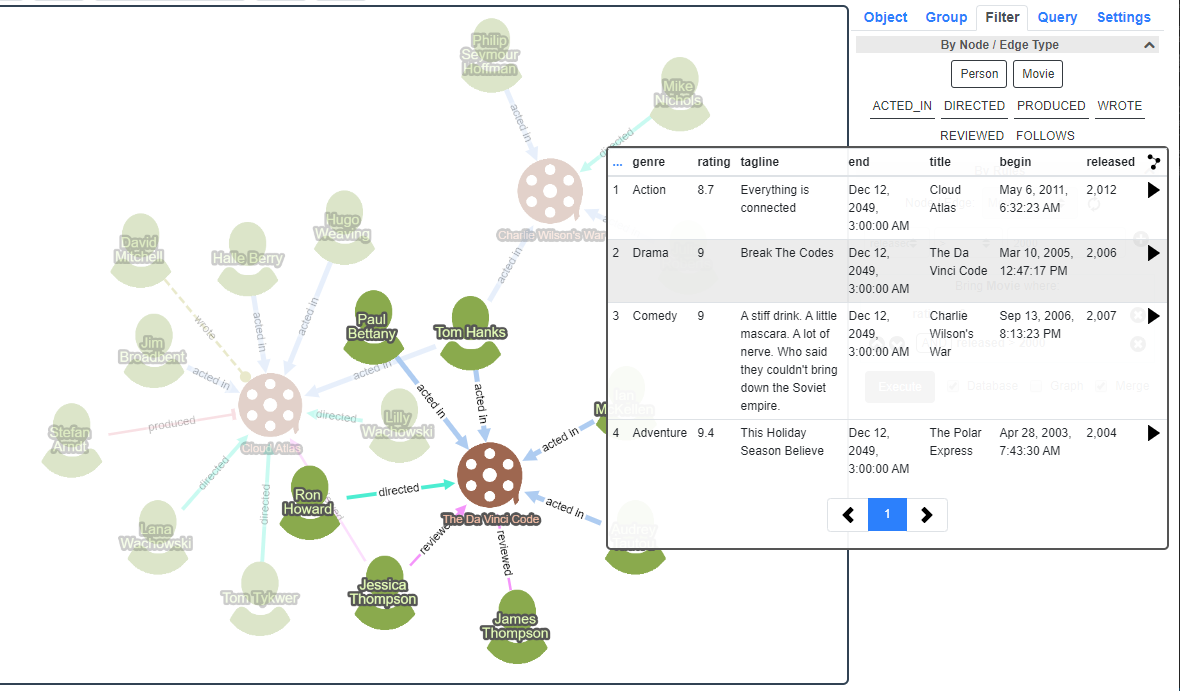 Object Group Filter Query Settings
By Node / Edge Type
Person Movie
ACTED_IN DIRECTED PRODUCED WROTE
REVIEWED FOLLOWS
... genre rating tagline end title begin released
1 Action 8.7 Everything is connected Dec 12, 2049, 3:00:00 AM Cloud Atlas May 6, 2011, 6:32:23 AM 2,012
2 Drama 9 Break The Codes Dec 12, 2049, 3:00:00 AM The Da Vinci Code Mar 10, 2005, 12:47:17 PM 2,006
3 Comedy 9 A stiff drink. A little mascara. A lot of nerve. Who said they couldn't bring down the Soviet empire. Dec 12, 2049, 3:00:00 AM Charlie Wilson's War Sep 13, 2006, 8:13:23 PM 2,007
4 Adventure 9.4 This Holiday Season Believe Dec 12, 2049, 3:00:00 AM The Polar Express Apr 28, 2003, 7:43:30 AM 2,004
1
Bring Movie where
Execute Database Graph Merge
Philip
Seymour
Hoffman
acted in
Mike
Nichols
directed
Charlie Wilson's War
acted in
David
Mitchell
Halle Berry
Hugo
Weaving
wrote
acted in
acted in
Paul
Bettany
Tom Hanks
Jim
Broadbent
acted in
acted in
acted in
acted in
Stefan
Arndt
produced
Lilly
Wachowski
directed
Cloud Atlas
acted in
directed
directed
Ron
Howard
directed
The Da Vinci Code
acted in
Lana
Wachowski
reviewed
reviewed
Audrey
Tautou
Tom Tykwer
Jessica
Thompson
James
Thompson